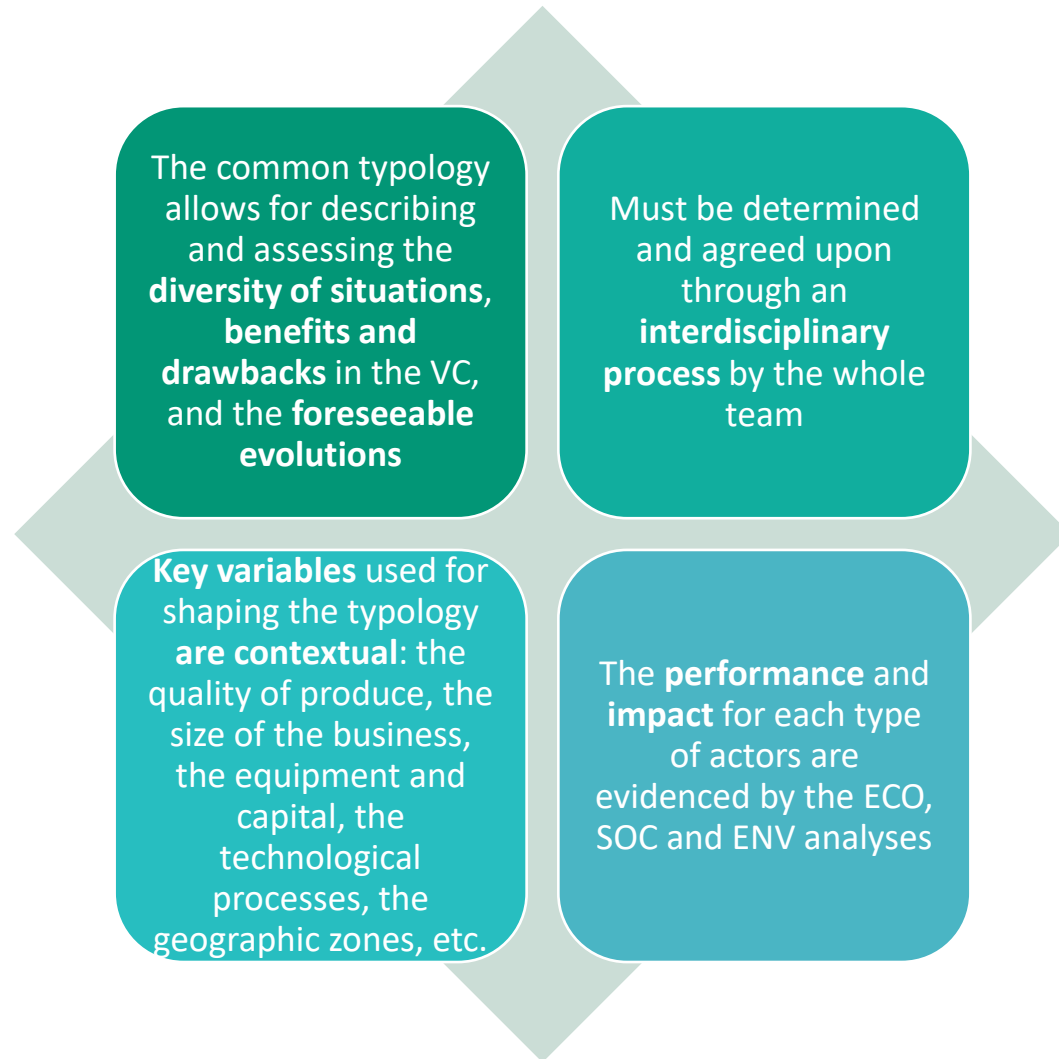 The common typology
allows for describing
and assessing the
diversity of situations,
benefits and
drawbacks in the VC,
and the foreseeable
evolutions
Must be determined
and agreed upon
through an
interdisciplinary
process by the whole
team
Key variables used for
shaping the typology
are contextual: the
quality of produce, the
size of the business,
the equipment and
capital, the
technological
processes, the
geographic zones, etc.
The performance and
impact for each type
of actors are
evidenced by the ECO,
SOC and ENV analyses